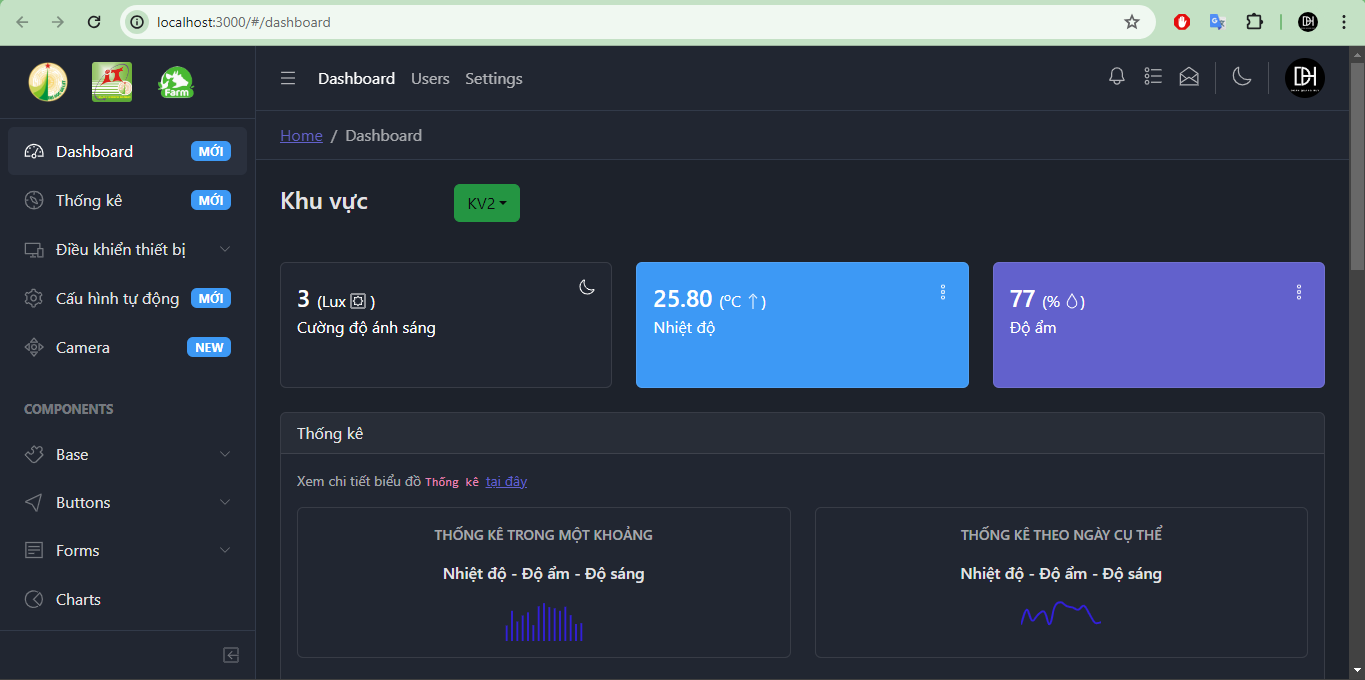 localhost:3000/#/dashboard
iT
Farm
Dashboard MỚI
Thống kê MỚI
Điều khiển thiết bị
Cấu hình tự động MỚI
Camera NEW
COMPONENTS
Base
Buttons
Forms
Charts
Dashboard Users Settings
DH
Home / Dashboard
Khu vực KV2
3 (Lux )
Cường độ ánh sáng
25.80 (ºC ↑)
Nhiệt độ
77 (% )
Độ ẩm
Thống kê
Xem chi tiết biểu đồ Thống kê tại đây
THỐNG KÊ TRONG MỘT KHOẢNG
Nhiệt độ - Độ ẩm - Độ sáng
THỐNG KÊ THEO NGÀY CỤ THỂ
Nhiệt độ - Độ ẩm - Độ sáng